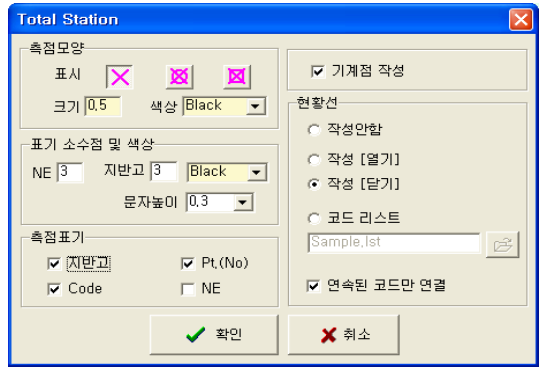 Total Station
측점모양
표시
크기 0.5 색상 Black
표기 소수점 및 색상
NE 3 지반고 3 Black
문자높이 0.3
측점표기
지반고 Pt.(No)
Code NE
기계점 작성
현황선
작성안함
작성 [열기]
작성 [닫기]
코드 리스트
Sample.lst
연속된 코드만 연결
확인 취소